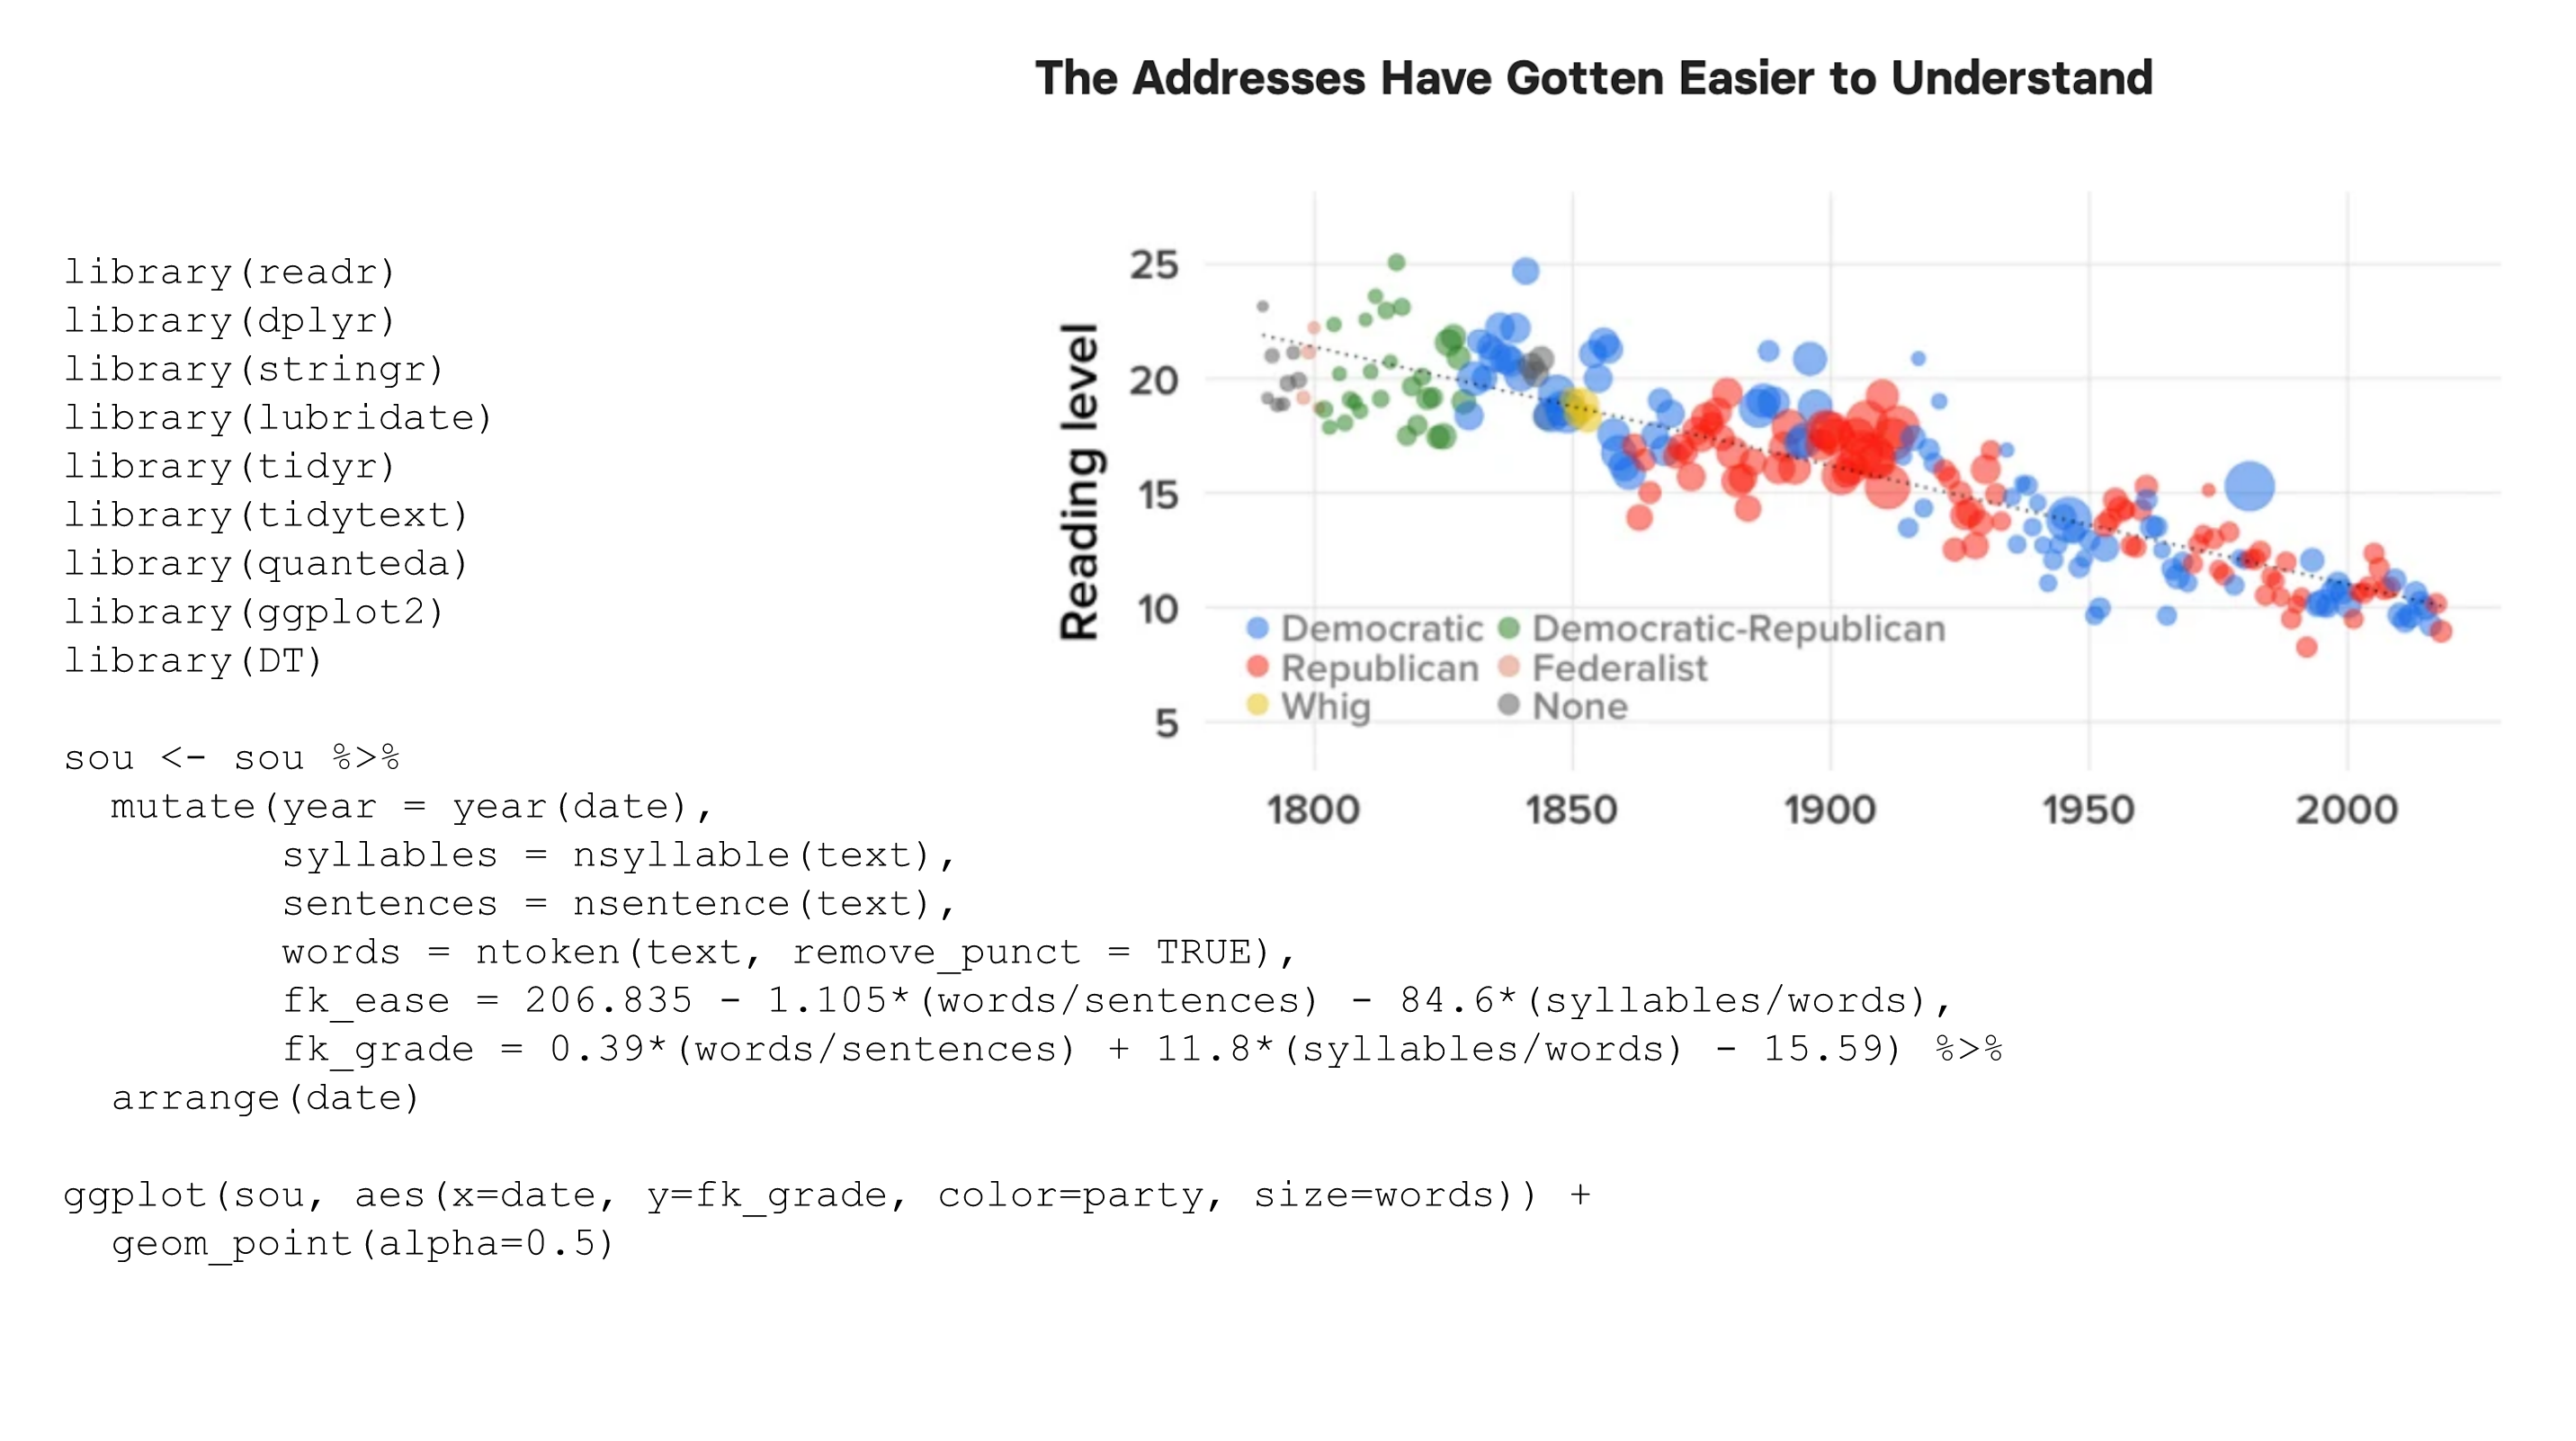 The Addresses Have Gotten Easier to Understand
library(readr)
library(dplyr)
library(stringr)
library(lubridate)
library(tidyr)
library(tidytext)
library(quanteda)
library(ggplot2)
library(DT)
sou <- sou %>%
  mutate(year = year(date),
         syllables = nsyllable(text),
         sentences = nsentence(text),
         words = ntoken(text, remove_punct = TRUE),
         fk_ease = 206.835 - 1.105*(words/sentences) - 84.6*(syllables/words),
         fk_grade = 0.39*(words/sentences) + 11.8*(syllables/words) - 15.59) %>%
  arrange(date)
ggplot(sou, aes(x=date, y=fk_grade, color=party, size=words)) +
  geom_point(alpha=0.5)
Reading level
25
20
15
10
5
Democratic Democratic-Republican
Republican Federalist
Whig None
1800 1850 1900 1950 2000